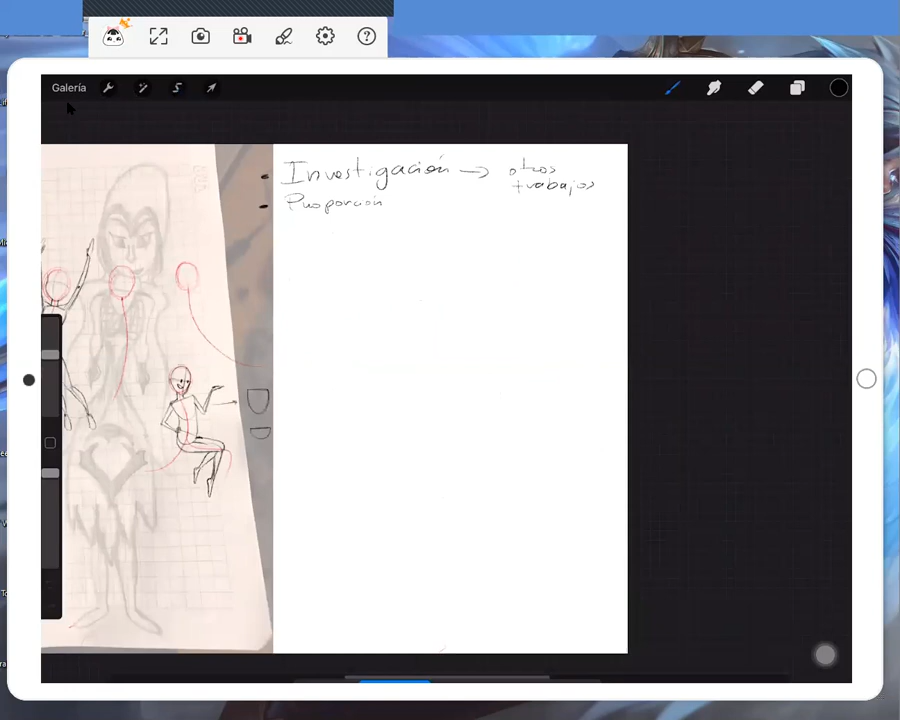 Galería
Investigación → otros
trabajos
Proporción